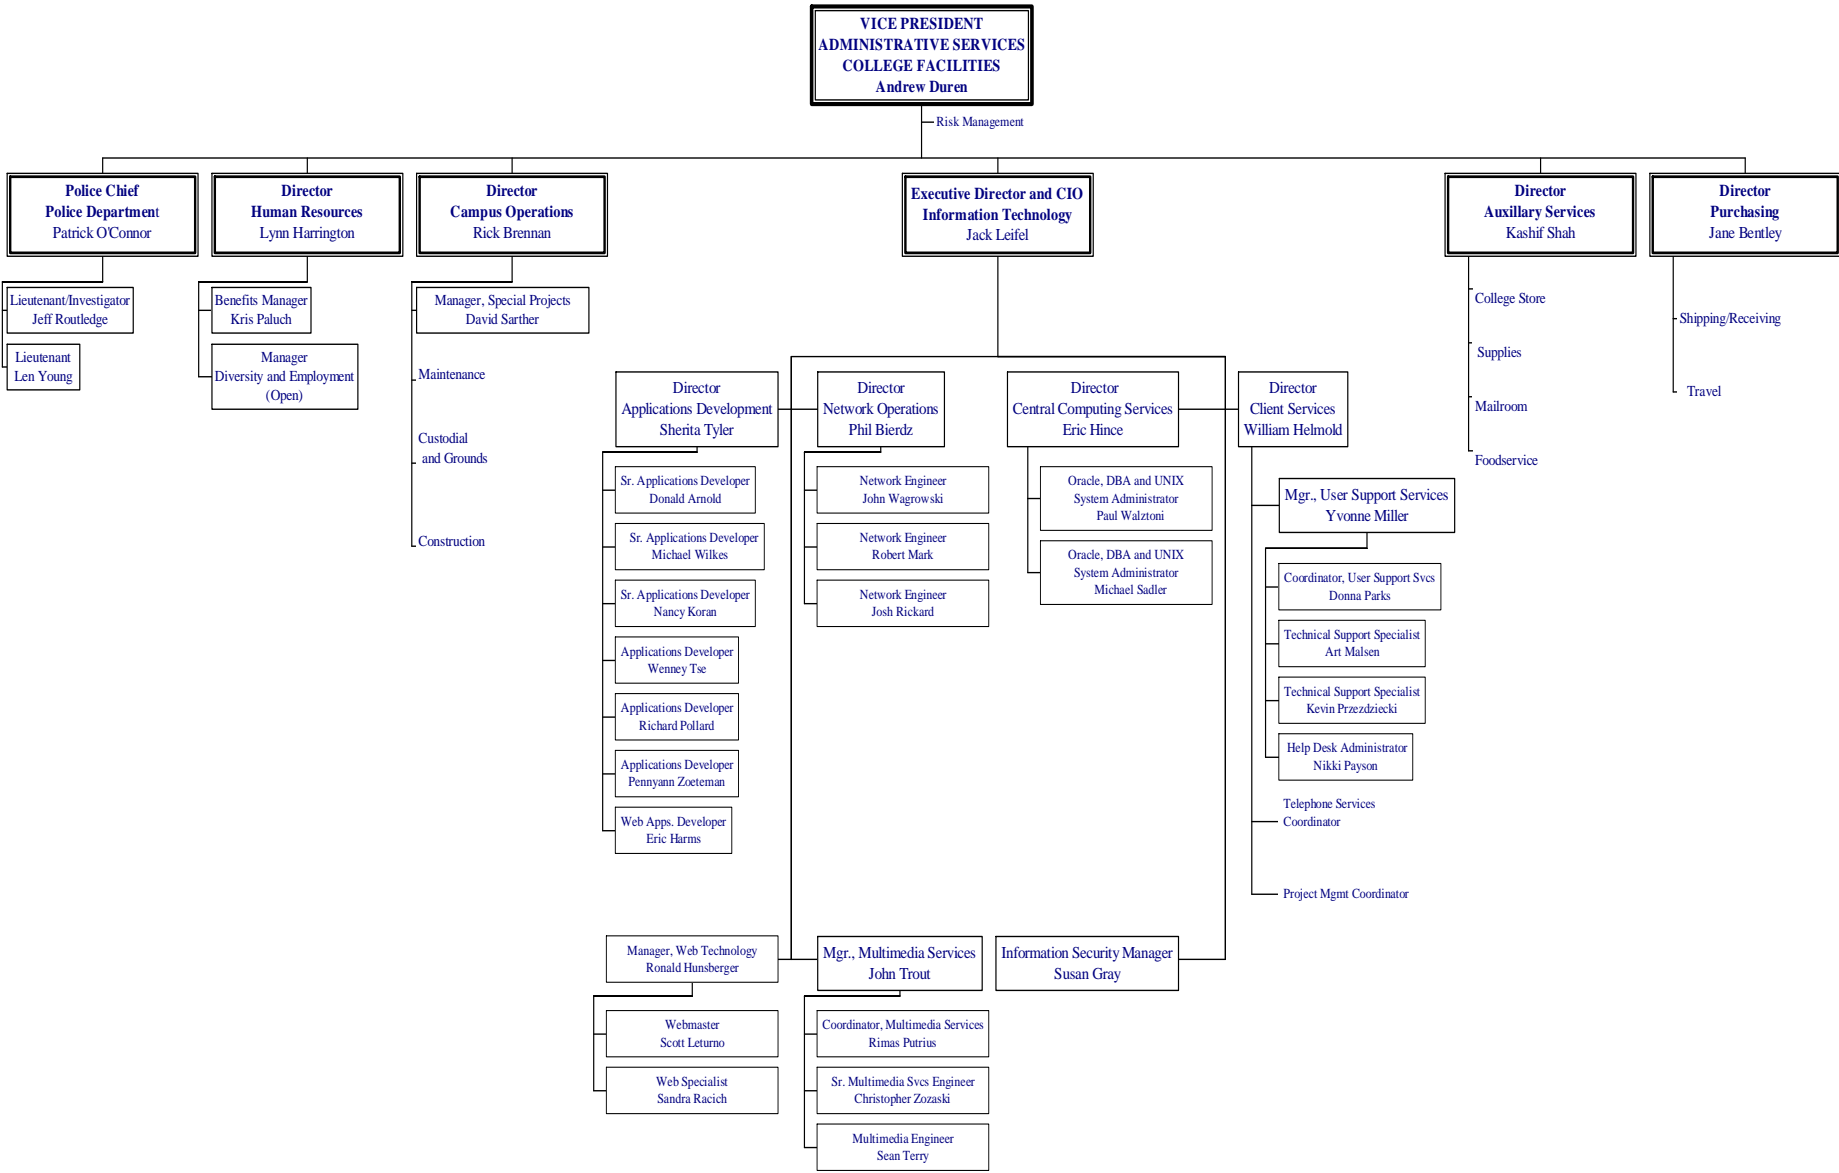 VICE PRESIDENT
ADMINISTRATIVE SERVICES
COLLEGE FACILITIES
Andrew Duren
Risk Management
Police Chief
Police Department
Patrick O'Connor
Lieutenant/Investigator
Jeff Routledge
Lieutenant
Len Young
Director
Human Resources
Lynn Harrington
Benefits Manager
Kris Paluch
Manager
Diversity and Employment
(Open)
Director
Campus Operations
Rick Brennan
Manager, Special Projects
David Sarther
Maintenance
Custodial
and Grounds
Construction
Executive Director and CIO
Information Technology
Jack Leifel
Director
Applications Development
Sherita Tyler
Sr. Applications Developer
Donald Arnold
Sr. Applications Developer
Michael Wilkes
Sr. Applications Developer
Nancy Koran
Applications Developer
Wenney Tse
Applications Developer
Richard Pollard
Applications Developer
Pennyann Zoeteman
Web Apps. Developer
Eric Harms
Director
Network Operations
Phil Bierdz
Network Engineer
John Wagrowski
Network Engineer
Robert Mark
Network Engineer
Josh Rickard
Director
Central Computing Services
Eric Hince
Oracle, DBA and UNIX
System Administrator
Paul Walztoni
Oracle, DBA and UNIX
System Administrator
Michael Sadler
Director
Client Services
William Helmold
Mgr., User Support Services
Yvonne Miller
Coordinator, User Support Svcs
Donna Parks
Technical Support Specialist
Art Malsen
Technical Support Specialist
Kevin Przezdziecki
Help Desk Administrator
Nikki Payson
Telephone Services
Coordinator
Project Mgmt Coordinator
Manager, Web Technology
Ronald Hunsberger
Webmaster
Scott Leturno
Web Specialist
Sandra Racich
Mgr., Multimedia Services
John Trout
Coordinator, Multimedia Services
Rimas Putrius
Sr. Multimedia Svcs Engineer
Christopher Zozaski
Multimedia Engineer
Sean Terry
Information Security Manager
Susan Gray
Director
Auxillary Services
Kashif Shah
College Store
Supplies
Mailroom
Foodservice
Director
Purchasing
Jane Bentley
Shipping/Receiving
Travel